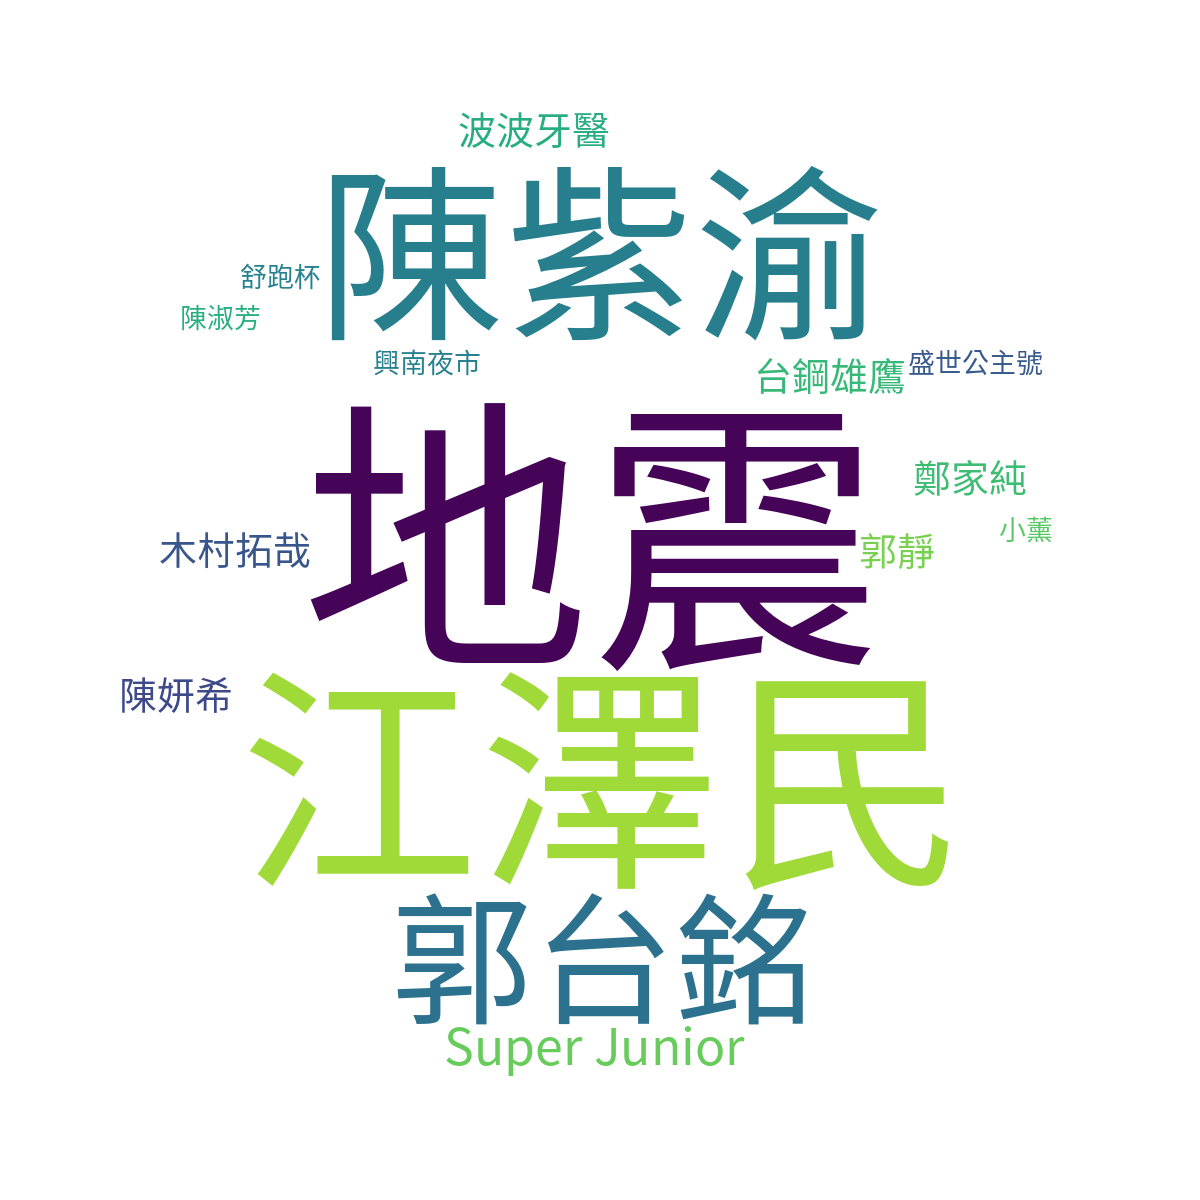 波波牙醫
陳紫渝
舒跑杯
陳淑芳
興南夜市
台鋼雄鷹
盛世公主號
地震
鄭家純
小薰
木村拓哉
郭靜
陳妍希
江澤民
郭台銘
Super Junior